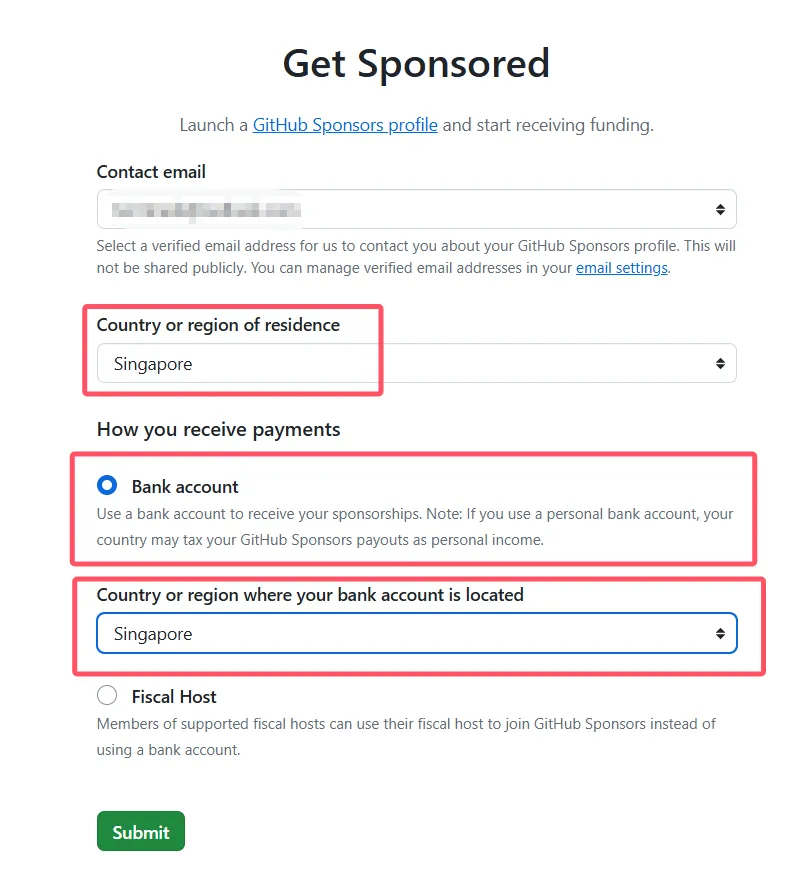 Get Sponsored
Launch a GitHub Sponsors profile and start receiving funding.
Contact email
Select a verified email address for us to contact you about your GitHub Sponsors profile. This will
not be shared publicly. You can manage verified email addresses in your email settings.
Country or region of residence
Singapore
How you receive payments
Bank account
Use a bank account to receive your sponsorships. Note: If you use a personal bank account, your
country may tax your GitHub Sponsors payouts as personal income.
Country or region where your bank account is located
Singapore
Fiscal Host
Members of supported fiscal hosts can use their fiscal host to join GitHub Sponsors instead of
using a bank account.
Submit